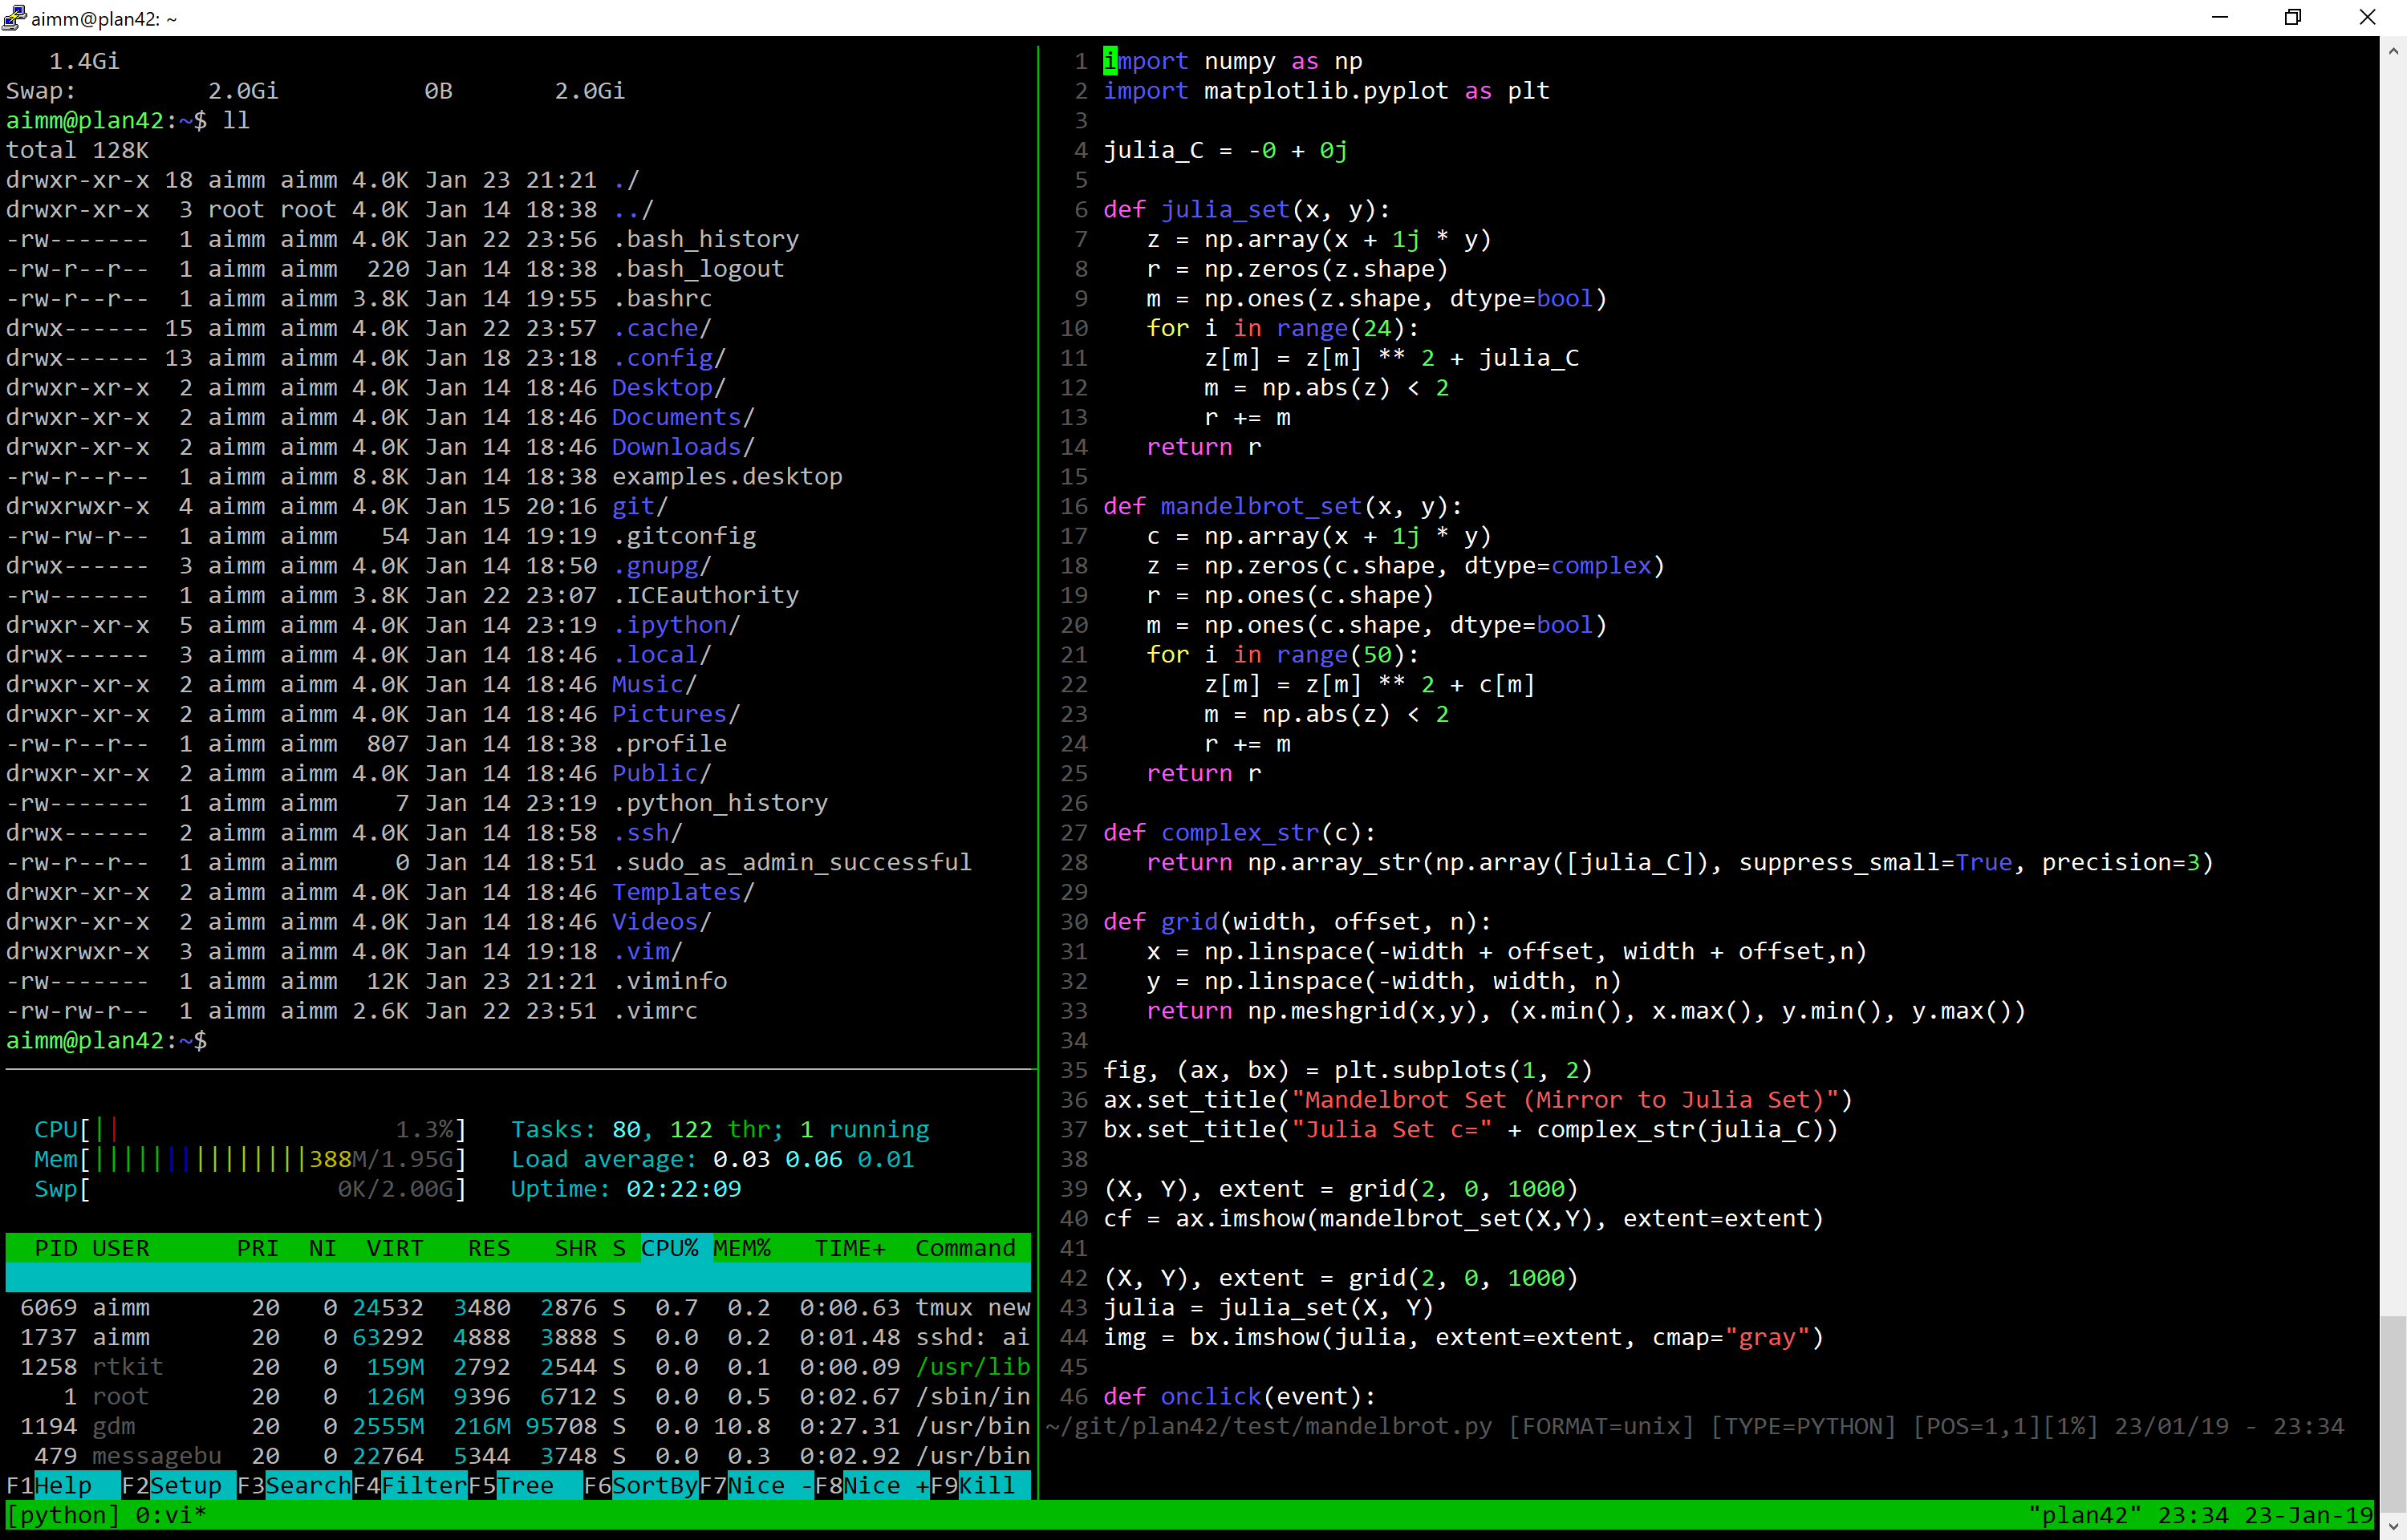 aimm@plan42: ~
1.4Gi
Swap: 2.0Gi 0B 2.0Gi
aimm@plan42:~$ ll
total 128K
drwxr-xr-x 18 aimm aimm 4.0K Jan 23 21:21 ./
drwxr-xr-x 3 root root 4.0K Jan 14 18:38 ../
-rw------- 1 aimm aimm 4.0K Jan 22 23:56 .bash_history
-rw-r--r-- 1 aimm aimm 220 Jan 14 18:38 .bash_logout
-rw-r--r-- 1 aimm aimm 3.8K Jan 14 19:55 .bashrc
drwx------ 15 aimm aimm 4.0K Jan 22 23:57 .cache/
drwx------ 13 aimm aimm 4.0K Jan 18 23:18 .config/
drwxr-xr-x 2 aimm aimm 4.0K Jan 14 18:46 Desktop/
drwxr-xr-x 2 aimm aimm 4.0K Jan 14 18:46 Documents/
drwxr-xr-x 2 aimm aimm 4.0K Jan 14 18:46 Downloads/
-rw-r--r-- 1 aimm aimm 8.8K Jan 14 18:38 examples.desktop
drwxrwxr-x 4 aimm aimm 4.0K Jan 15 20:16 git/
-rw-rw-r-- 1 aimm aimm 54 Jan 14 19:19 .gitconfig
drwx------ 3 aimm aimm 4.0K Jan 14 18:50 .gnupg/
-rw------- 1 aimm aimm 3.8K Jan 22 23:07 .ICEauthority
drwxr-xr-x 5 aimm aimm 4.0K Jan 14 23:19 .ipython/
drwx------ 3 aimm aimm 4.0K Jan 14 18:46 .local/
drwxr-xr-x 2 aimm aimm 4.0K Jan 14 18:46 Music/
drwxr-xr-x 2 aimm aimm 4.0K Jan 14 18:46 Pictures/
-rw-r--r-- 1 aimm aimm 807 Jan 14 18:38 .profile
drwxr-xr-x 2 aimm aimm 4.0K Jan 14 18:46 Public/
-rw------- 1 aimm aimm 7 Jan 14 23:19 .python_history
drwx------ 2 aimm aimm 4.0K Jan 14 18:58 .ssh/
-rw-r--r-- 1 aimm aimm 0 Jan 14 18:51 .sudo_as_admin_successful
drwxr-xr-x 2 aimm aimm 4.0K Jan 14 18:46 Templates/
drwxr-xr-x 2 aimm aimm 4.0K Jan 14 18:46 Videos/
drwxrwxr-x 3 aimm aimm 4.0K Jan 14 19:18 .vim/
-rw------- 1 aimm aimm 12K Jan 23 21:21 .viminfo
-rw-rw-r-- 1 aimm aimm 2.6K Jan 22 23:51 .vimrc
aimm@plan42:~$
CPU[|| 1.3%] Tasks: 80, 122 thr; 1 running
Mem[|||||||||||||||388M/1.95G] Load average: 0.03 0.06 0.01
Swp[ 0K/2.00G] Uptime: 02:22:09
PID USER PRI NI VIRT RES SHR S CPU% MEM% TIME+ Command
6069 aimm 20 0 24532 3480 2876 S 0.7 0.2 0:00.63 tmux new
1737 aimm 20 0 63292 4888 3888 S 0.0 0.2 0:01.48 sshd: ai
1258 rtkit 20 0 159M 2792 2544 S 0.0 0.1 0:00.09 /usr/lib
1 root 20 0 126M 9396 6712 S 0.0 0.5 0:02.67 /sbin/in
1194 gdm 20 0 2555M 216M 95708 S 0.0 10.8 0:27.31 /usr/bin
479 messagebu 20 0 22764 5344 3748 S 0.0 0.3 0:02.92 /usr/bin
F1Help F2Setup F3SearchF4FilterF5Tree F6SortByF7Nice -F8Nice +F9Kill
1 import numpy as np
2 import matplotlib.pyplot as plt
3
4 julia_C = -0 + 0j
5
6 def julia_set(x, y):
7 z = np.array(x + 1j * y)
8 r = np.zeros(z.shape)
9 m = np.ones(z.shape, dtype=bool)
10 for i in range(24):
11 z[m] = z[m] ** 2 + julia_C
12 m = np.abs(z) < 2
13 r += m
14 return r
15
16 def mandelbrot_set(x, y):
17 c = np.array(x + 1j * y)
18 z = np.zeros(c.shape, dtype=complex)
19 r = np.ones(c.shape)
20 m = np.ones(c.shape, dtype=bool)
21 for i in range(50):
22 z[m] = z[m] ** 2 + c[m]
23 m = np.abs(z) < 2
24 r += m
25 return r
26
27 def complex_str(c):
28 return np.array_str(np.array([julia_C]), suppress_small=True, precision=3)
29
30 def grid(width, offset, n):
31 x = np.linspace(-width + offset, width + offset,n)
32 y = np.linspace(-width, width, n)
33 return np.meshgrid(x,y), (x.min(), x.max(), y.min(), y.max())
34
35 fig, (ax, bx) = plt.subplots(1, 2)
36 ax.set_title("Mandelbrot Set (Mirror to Julia Set)")
37 bx.set_title("Julia Set c=" + complex_str(julia_C))
38
39 (X, Y), extent = grid(2, 0, 1000)
40 cf = ax.imshow(mandelbrot_set(X,Y), extent=extent)
41
42 (X, Y), extent = grid(2, 0, 1000)
43 julia = julia_set(X, Y)
44 img = bx.imshow(julia, extent=extent, cmap="gray")
45
46 def onclick(event):
~/git/plan42/test/mandelbrot.py [FORMAT=unix] [TYPE=PYTHON] [POS=1,1][1%] 23/01/19 - 23:34
[python] 0:vi* "plan42" 23:34 23-Jan-19